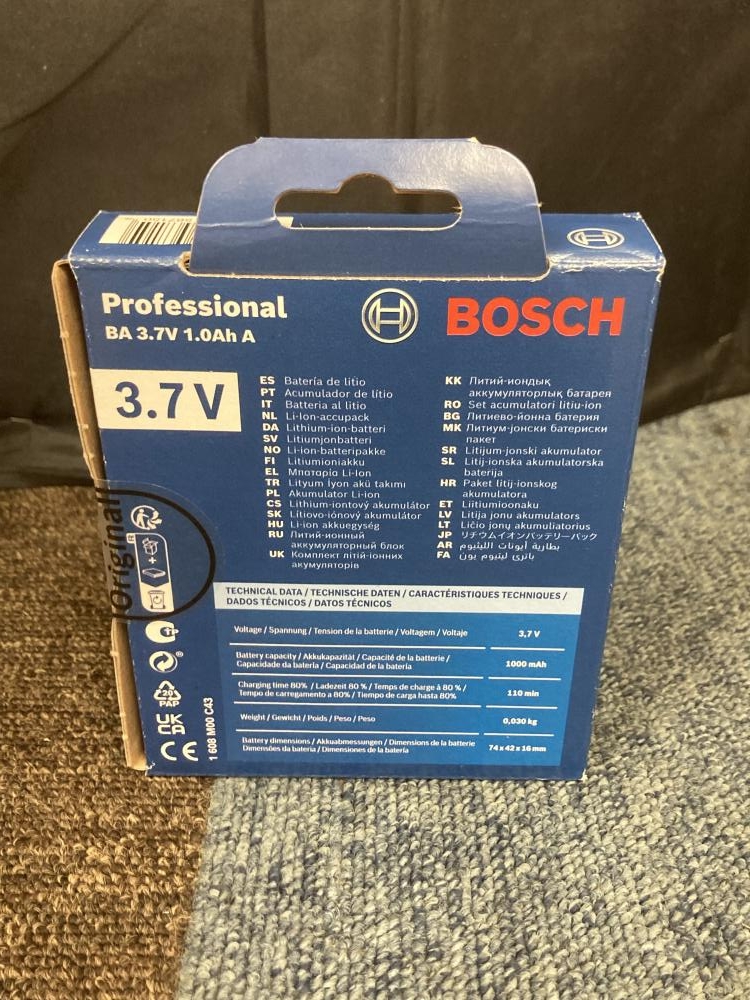 Professional
BA 3.7V 1.0Ah A
BOSCH
3.7 V
ES Batería de litio
PT Acumulador de lítio
IT Batteria al litio
NL Li-ion-accupack
DA Lithium-ion-batteri
SV Litiumjonbatteri
NO Li-ion-batteripakke
FI Litiumioniakku
EL Μπαταρία Li-Ion
TR Lityum İyon akü takımı
PL Akumulator Li-ion
CS Lithium-iontový akumulátor
SK Lítiovo-iónový akumulátor
HU Li-ion akkuegység
RU Литий-ионный
аккумуляторный блок
UK Комплект літій-іонних
акумуляторів
KK Литий-иондық
аккумуляторлық батарея
RO Set acumulatori litiu-ion
BG Литиево-йонна батерия
MK Литиум-јонски батериски
пакет
SR Litijum-jonski akumulator
SL Litij-ionska akumulatorska
baterija
HR Paket litij-ionskog
akumulatora
ET Liitiumioonaku
LV Litija jonu akumulators
LT Ličio jonų akumuliatorius
JP リチウムイオンバッテリーパック
AR بطارية أيونات الليثيوم
FA باتری لیتیوم یون
Original!
TECHNICAL DATA / TECHNISCHE DATEN / CARACTÉRISTIQUES TECHNIQUES /
DADOS TÉCNICOS / DATOS TÉCNICOS
Voltage / Spannung / Tension de la batterie / Voltagem / Voltaje 3,7 V
Battery capacity / Akkukapazität / Capacité de la batterie /
Capacidade da bateria / Capacidad de la batería 1000 mAh
Charging time 80% / Ladezeit 80 % / Temps de charge à 80 % /
Tempo de carregamento a 80% / Tiempo de carga hasta 80% 110 min
Weight / Gewicht / Poids / Peso / Peso 0,030 kg
Battery dimensions / Akkuabmessungen / Dimensions de la batterie
Dimensões da bateria / Dimensiones de la batería 74 x 42 x 16 mm
20
PAP
UK
CA
CE
1 608 M00 C43